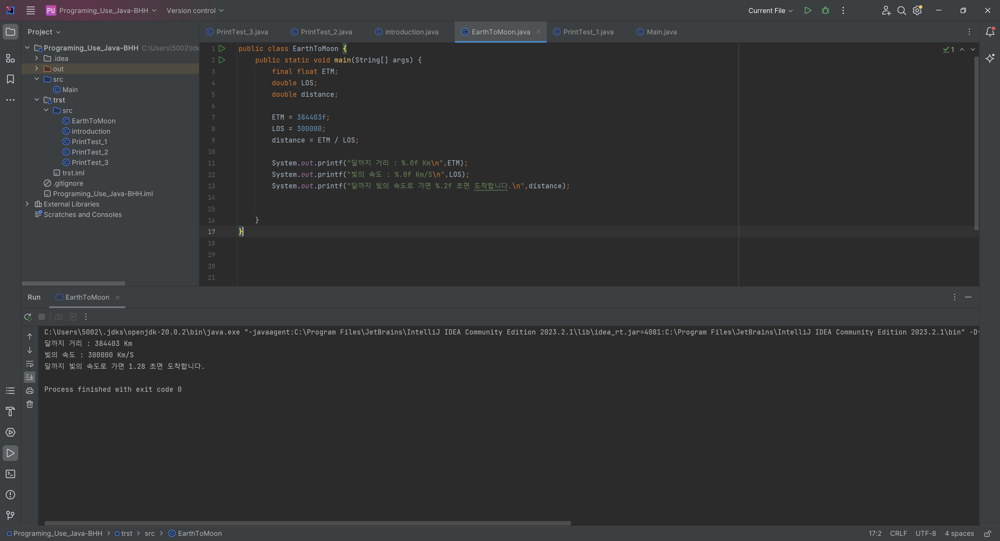 PU Programing_Use_Java-BHH Version control Current File
Project
Programing_Use_Java-BHH C:\Users\5002\Ide
.idea
out
src
Main
trst
src
EarthToMoon
introduction
PrintTest_1
PrintTest_2
PrintTest_3
trst.iml
.gitignore
Programing_Use_Java-BHH.iml
External Libraries
Scratches and Consoles
PrintTest_3.java PrintTest_2.java introduction.java EarthToMoon.java PrintTest_1.java Main.java
1 public class EarthToMoon {
2 public static void main(String[] args) {
3 final float ETM;
4 double LOS;
5 double distance;
6
7 ETM = 384403f;
8 LOS = 300000;
9 distance = ETM / LOS;
10
11 System.out.printf("달까지 거리 : %.0f Km\n",ETM);
12 System.out.printf("빛의 속도 : %.0f Km/S\n",LOS);
13 System.out.printf("달까지 빛의 속도로 가면 %.2f 초면 도착합니다.\n",distance);
14
15
16 }
17 }
18
19
20
21
1
Run EarthToMoon
C:\Users\5002\.jdks\openjdk-20.0.2\bin\java.exe "-javaagent:C:\Program Files\JetBrains\IntelliJ IDEA Community Edition 2023.2.1\lib\idea_rt.jar=4081:C:\Program Files\JetBrains\IntelliJ IDEA Community Edition 2023.2.1\bin" -D
달까지 거리 : 384403 Km
빛의 속도 : 300000 Km/S
달까지 빛의 속도로 가면 1.28 초면 도착합니다.
Process finished with exit code 0
Programing_Use_Java-BHH > trst > src > EarthToMoon 17:2 CRLF UTF-8 4 spaces